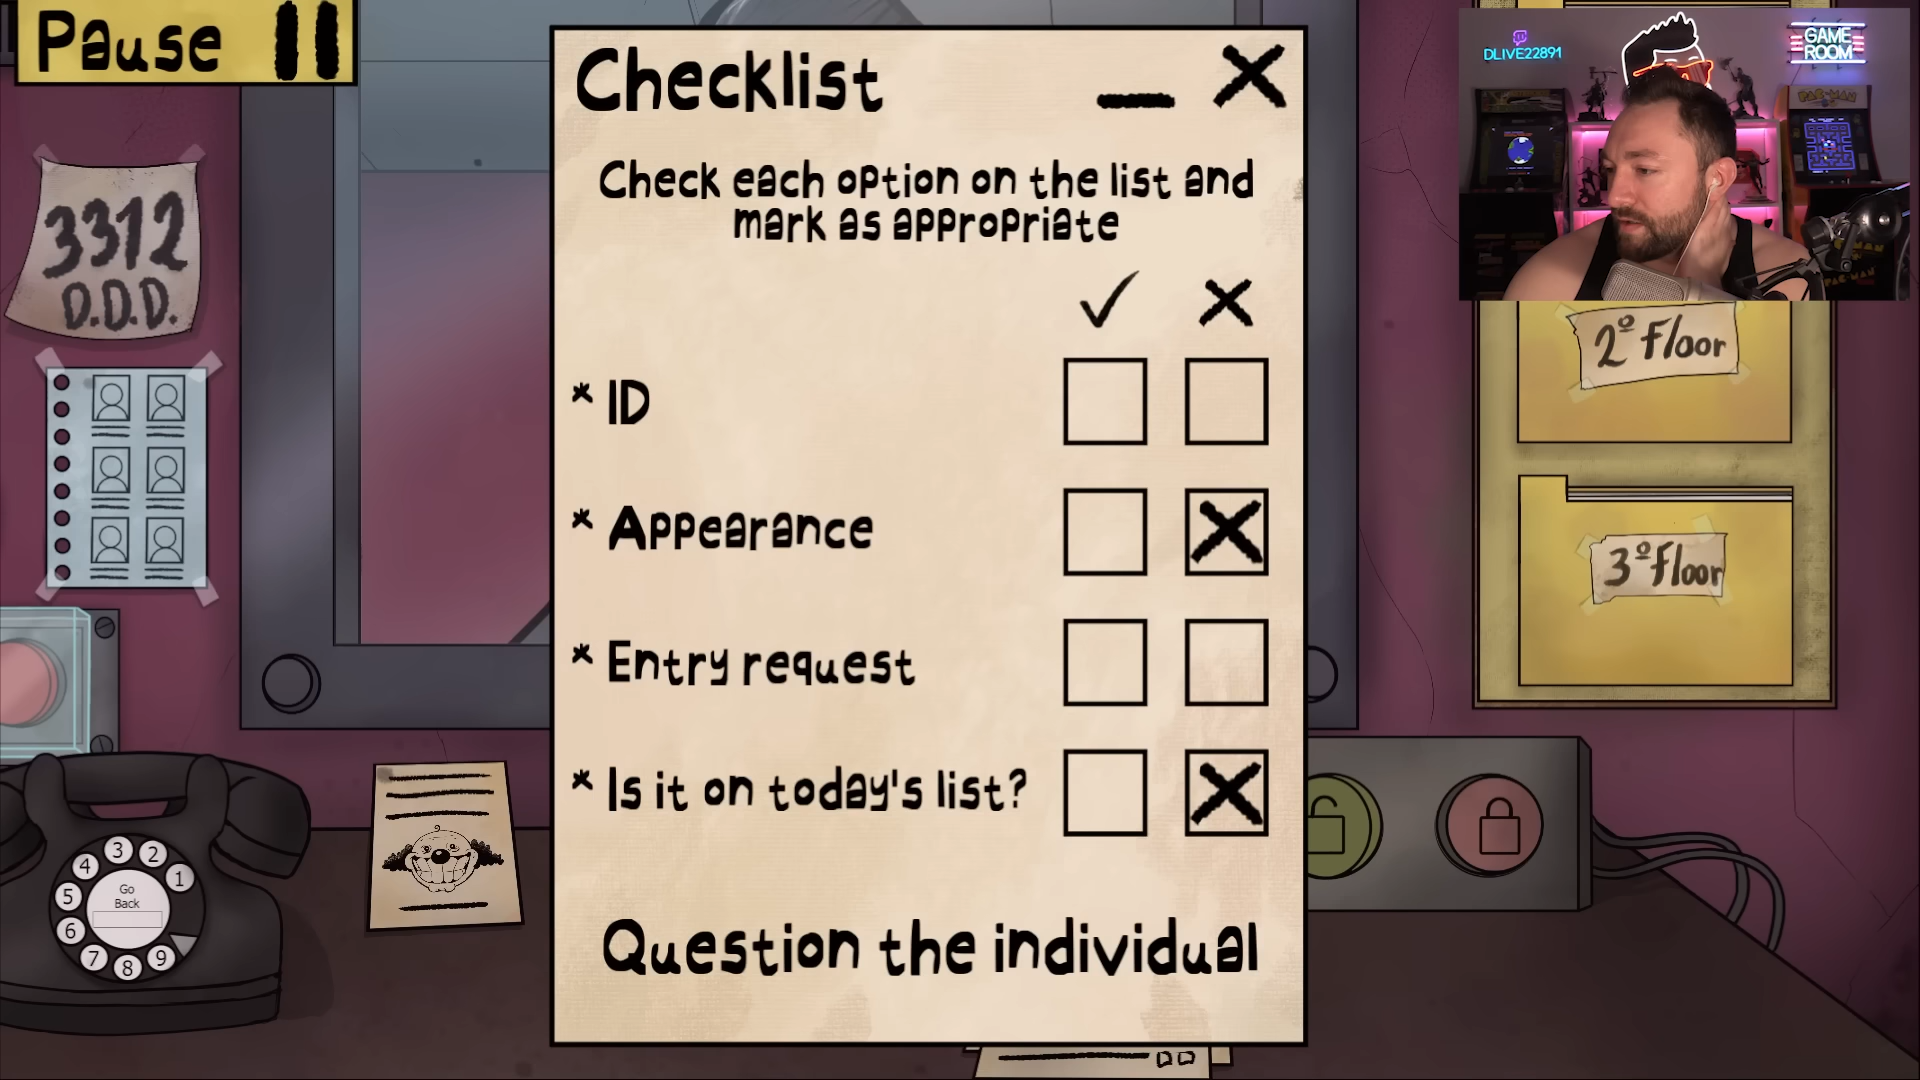 Pause
Checklist
Check each option on the list and
mark as appropriate
* ID
* Appearance
* Entry request
* Is it on today's list?
Question the individual
3312
D.D.D.
DLIVE22891
GAME
ROOM
PAC-MAN
2º Floor
3º Floor
3
2
4
1
5
6
7
8
9
Go
Back